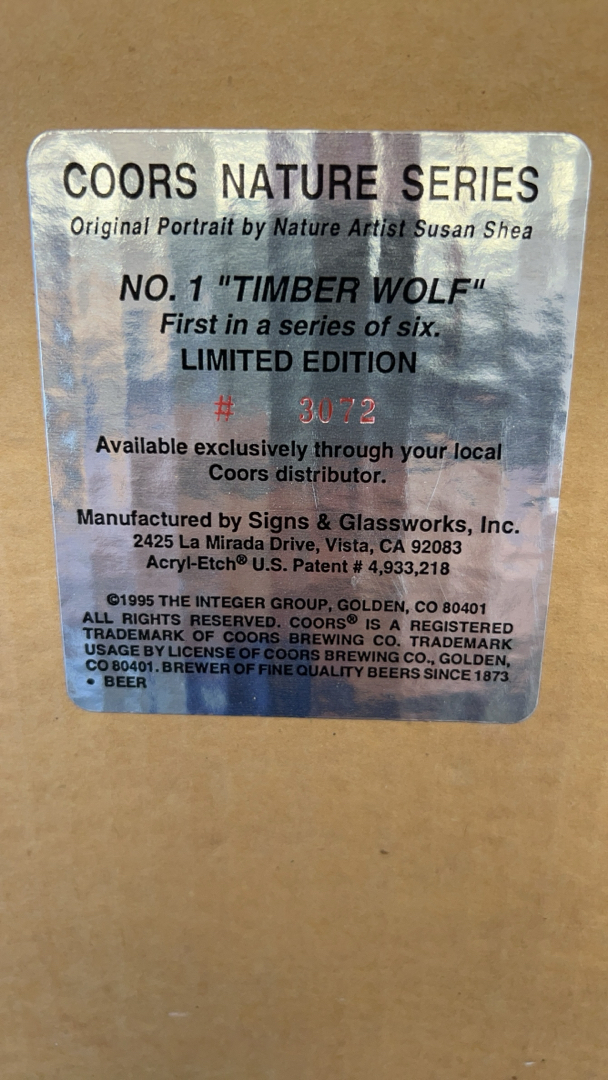 COORS NATURE SERIES
Original Portrait by Nature Artist Susan Shea
NO. 1 "TIMBER WOLF"
First in a series of six.
LIMITED EDITION
# 3072
Available exclusively through your local
Coors distributor.
Manufactured by Signs & Glassworks, Inc.
2425 La Mirada Drive, Vista, CA 92083
Acryl-Etch® U.S. Patent # 4,933,218
©1995 THE INTEGER GROUP, GOLDEN, CO 80401
ALL RIGHTS RESERVED. COORS® IS A REGISTERED
TRADEMARK OF COORS BREWING CO. TRADEMARK
USAGE BY LICENSE OF COORS BREWING CO., GOLDEN,
CO 80401. BREWER OF FINE QUALITY BEERS SINCE 1873
• BEER